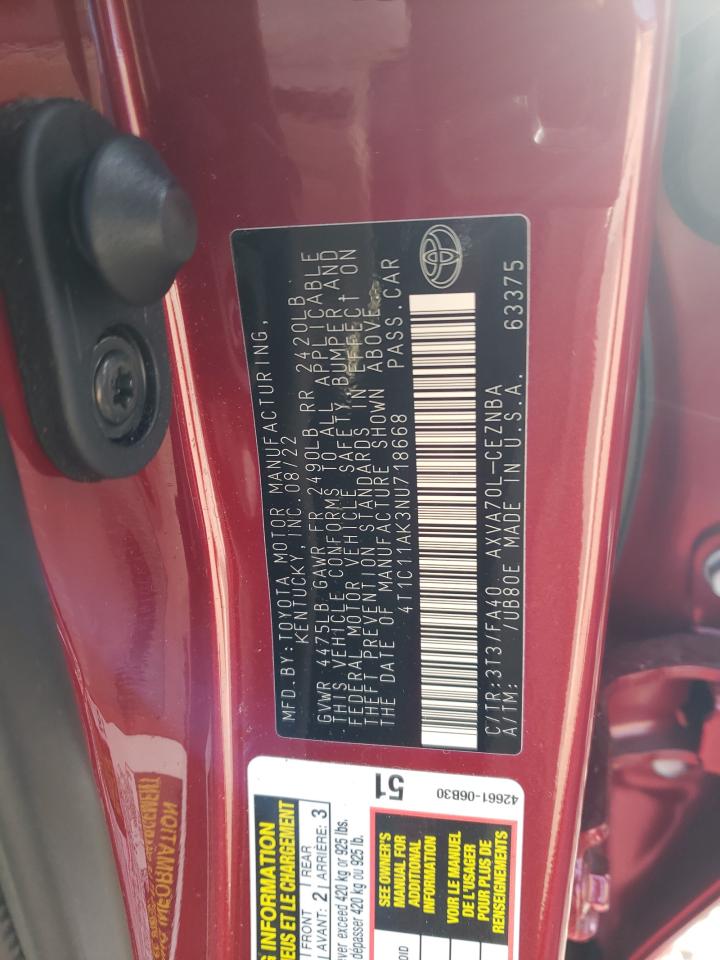 MFD.BY:TOYOTA MOTOR MANUFACTURING,
KENTUCKY, INC. 08/22
GVWR 4475LB GAWR FR 2490LB RR 2420LB
THIS VEHICLE CONFORMS TO ALL APPLICABLE
FEDERAL MOTOR VEHICLE SAFETY, BUMPER, AND
THEFT PREVENTION STANDARDS IN EFFECT ON
THE DATE OF MANUFACTURE SHOWN ABOVE.
4T1C11AK3NU718668 PASS.CAR
C/TR:3T3/FA40 AXVA70L-CEZNBA
A/TM: /UB80E MADE IN U.S.A. 63375
51
42661-06B30
INFORMATION
ET LE CHARGEMENT
FRONT
AVANT: 2
REAR
ARRIÈRE: 3
exceed 420 kg or 925 lbs.
dépasser 420 kg ou 925 lb.
SEE OWNER'S
MANUAL FOR
ADDITIONAL
INFORMATION
VOIR LE MANUEL
DE L'USAGER
POUR PLUS DE
RENSEIGNEMENTS